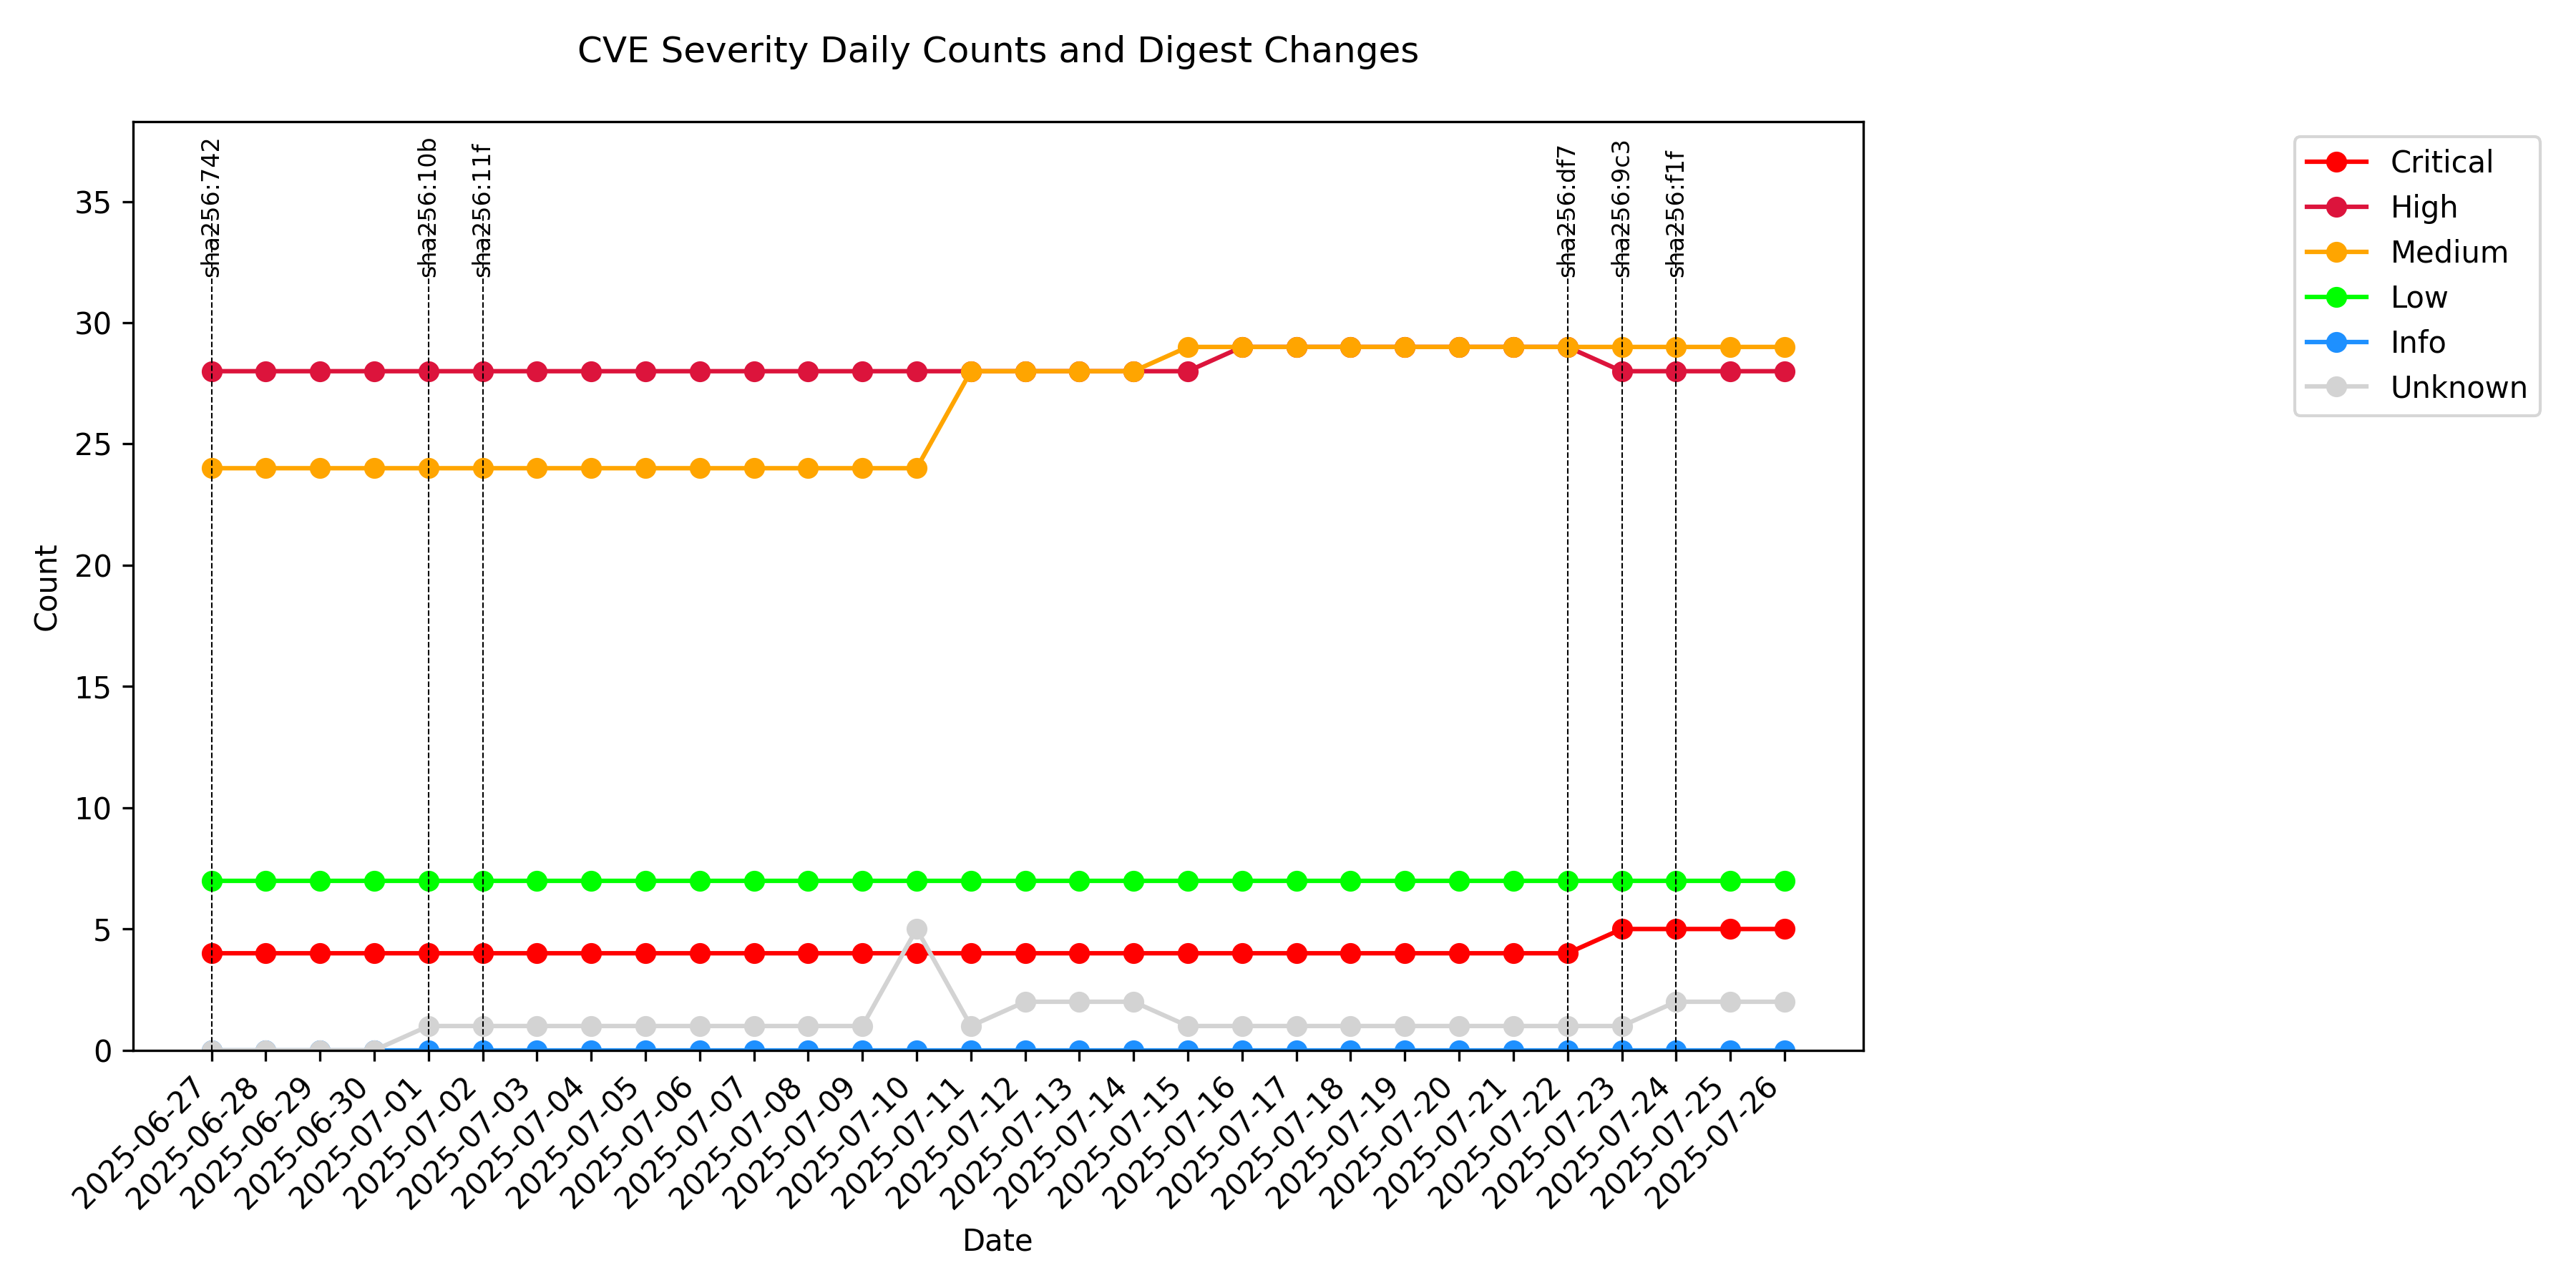 CVE Severity Daily Counts and Digest Changes
sha256:742
sha256:10b
sha256:11f
sha256:df7
sha256:9c3
sha256:f1f
Critical
High
Medium
Low
Info
Unknown
Count
35
30
25
20
15
10
5
0
2025-06-27
2025-06-28
2025-06-29
2025-06-30
2025-07-01
2025-07-02
2025-07-03
2025-07-04
2025-07-05
2025-07-06
2025-07-07
2025-07-08
2025-07-09
2025-07-10
2025-07-11
2025-07-12
2025-07-13
2025-07-14
2025-07-15
2025-07-16
2025-07-17
2025-07-18
2025-07-19
2025-07-20
2025-07-21
2025-07-22
2025-07-23
2025-07-24
2025-07-25
2025-07-26
Date